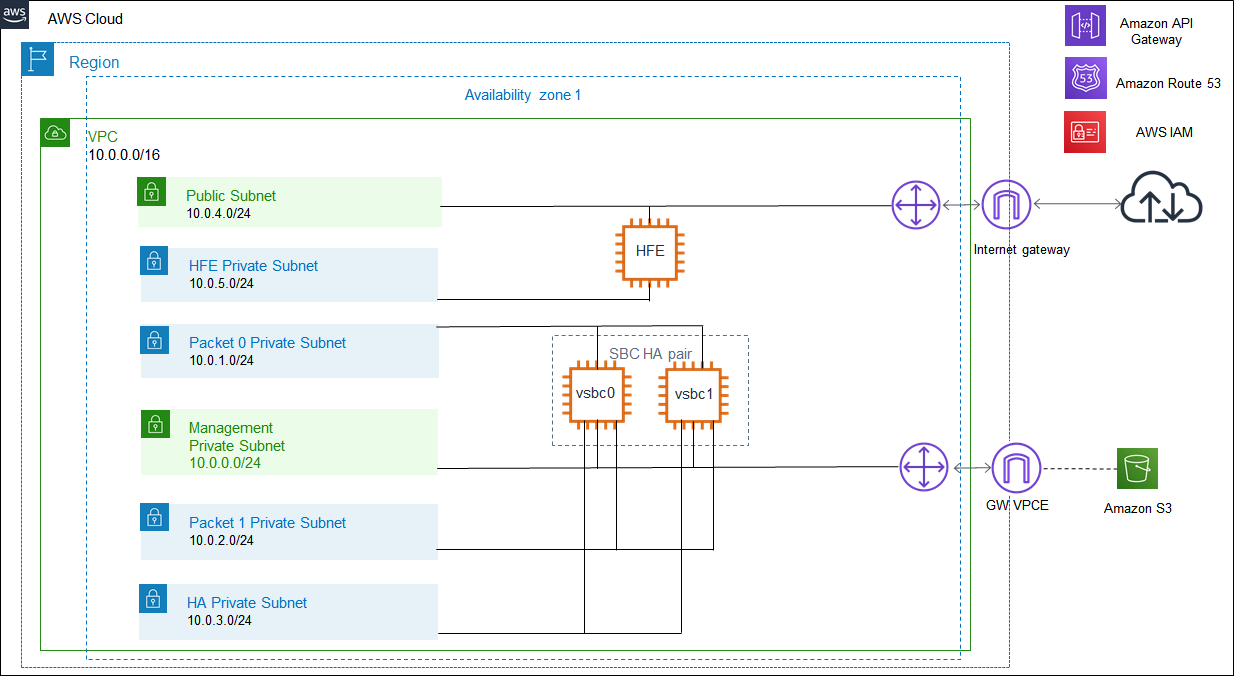 aws
AWS Cloud
Amazon API
Gateway
Region
53
Amazon Route 53
Availability zone 1
VPC
10.0.0.0/16
AWS IAM
Public Subnet
10.0.4.0/24
HFE
Internet gateway
HFE Private Subnet
10.0.5.0/24
Packet 0 Private Subnet
10.0.1.0/24
SBC HA pair
vsbc0
vsbc1
Management
Private Subnet
10.0.0.0/24
GW VPCE
Amazon S3
Packet 1 Private Subnet
10.0.2.0/24
HA Private Subnet
10.0.3.0/24